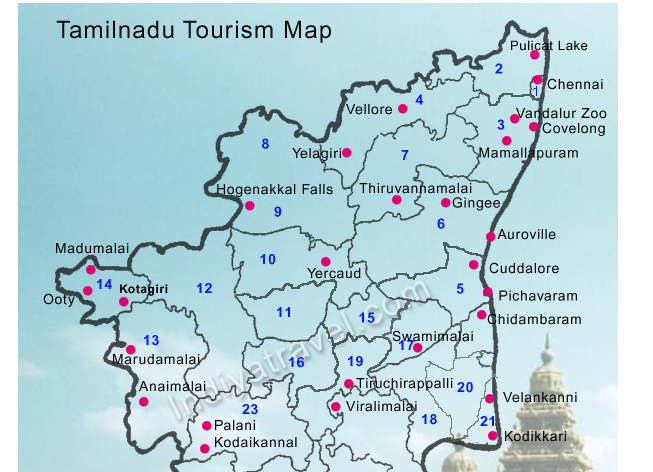 Tamilnadu Tourism Map
Pulicat Lake
2
Chennai
1
4
Vellore
Vandalur Zoo
3
Covelong
8
Yelagiri
7
Mamallapuram
Hogenakkal Falls
Thiruvannamalai
Gingee
9
6
Auroville
Madumalai
10
Yercaud
Cuddalore
14
Kotagiri
12
5
Ooty
Pichavaram
11
15
Chidambaram
13
Swamimalai
17
Marudamalai
16
19
Indiyatravel.com
Anaimalai
Tiruchirappalli
20
Velankanni
23
Viralimalai
18
21
Palani
Kodaikannal
Kodikkari